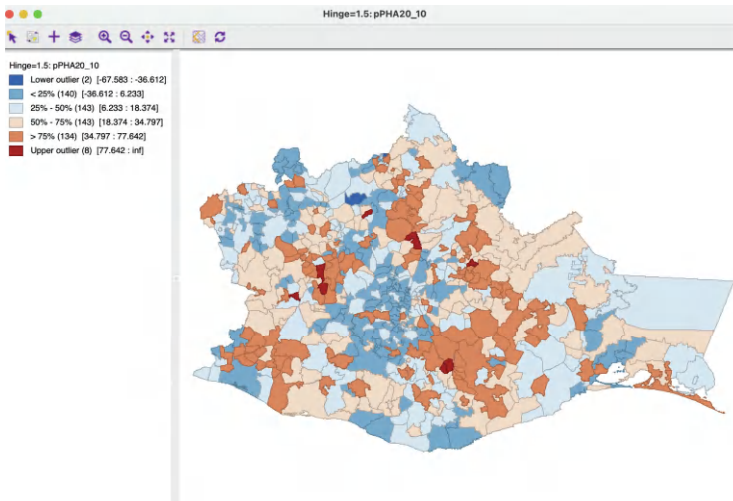 Hinge=1.5: pPHA20_10
Hinge=1.5: pPHA20_10
Lower outlier (2) [-67.583 : -36.612]
< 25% (140) [-36.612 : 6.233]
25% - 50% (143) [6.233 : 18.374]
50% - 75% (143) [18.374 : 34.797]
> 75% (134) [34.797 : 77.642]
Upper outlier (8) [77.642 : inf]